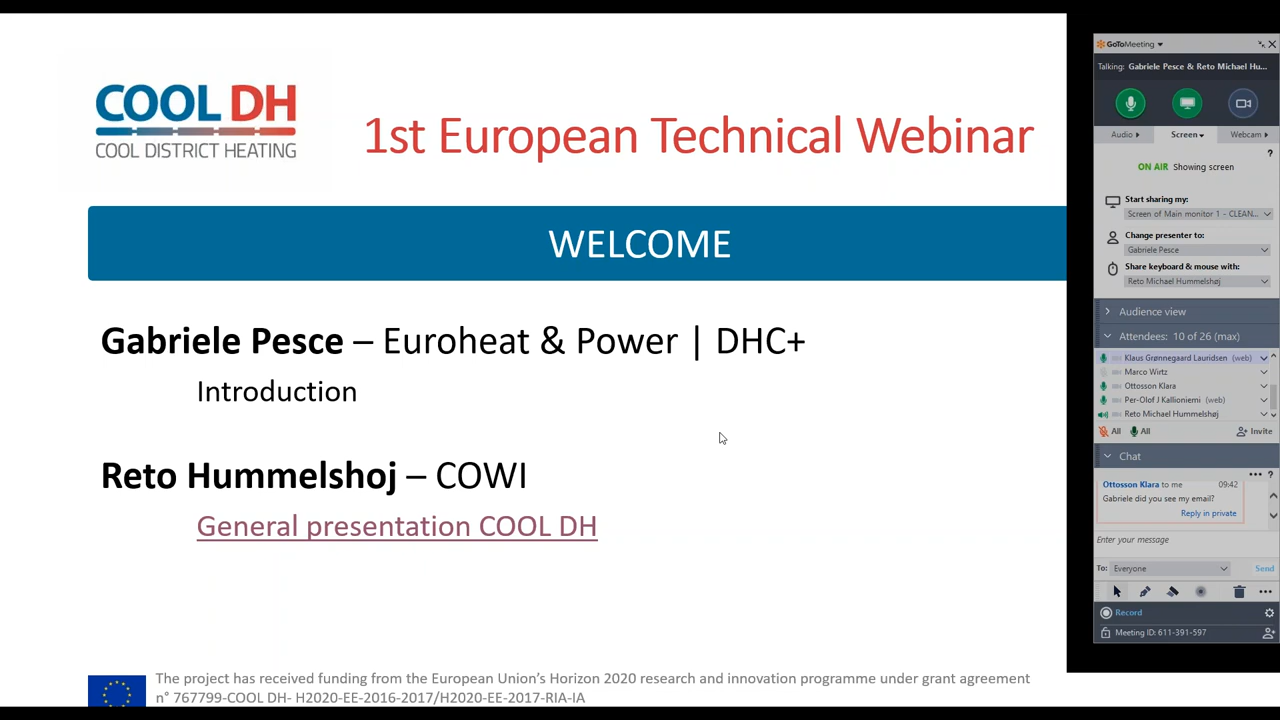 COOL DH
COOL DISTRICT HEATING
1st European Technical Webinar
WELCOME
Gabriele Pesce – Euroheat & Power | DHC+
Introduction
Reto Hummelshoj – COWI
General presentation COOL DH
The project has received funding from the European Union's Horizon 2020 research and innovation programme under grant agreement
n° 767799-COOL DH- H2020-EE-2016-2017/H2020-EE-2017-RIA-IA
GoToMeeting
Talking: Gabriele Pesce & Reto Michael Hu...
Audio Screen Webcam
?
ON AIR Showing screen
Start sharing my:
Screen of Main monitor 1 - CLEAN...
Change presenter to:
Gabriele Pesce
Share keyboard & mouse with:
Reto Michael Hummelshøj
Audience view
Attendees: 10 of 26 (max)
Klaus Grønnegaard Lauridsen (web)
Marco Wirtz
Ottosson Klara
Per-Olof J Kallioniemi (web)
Reto Michael Hummelshøj
All All Invite
Chat
... ?
Ottosson Klara to me 09:42
Gabriele did you see my email?
Reply in private
Enter your message
To: Everyone Send
...
Record
Meeting ID: 611-391-597